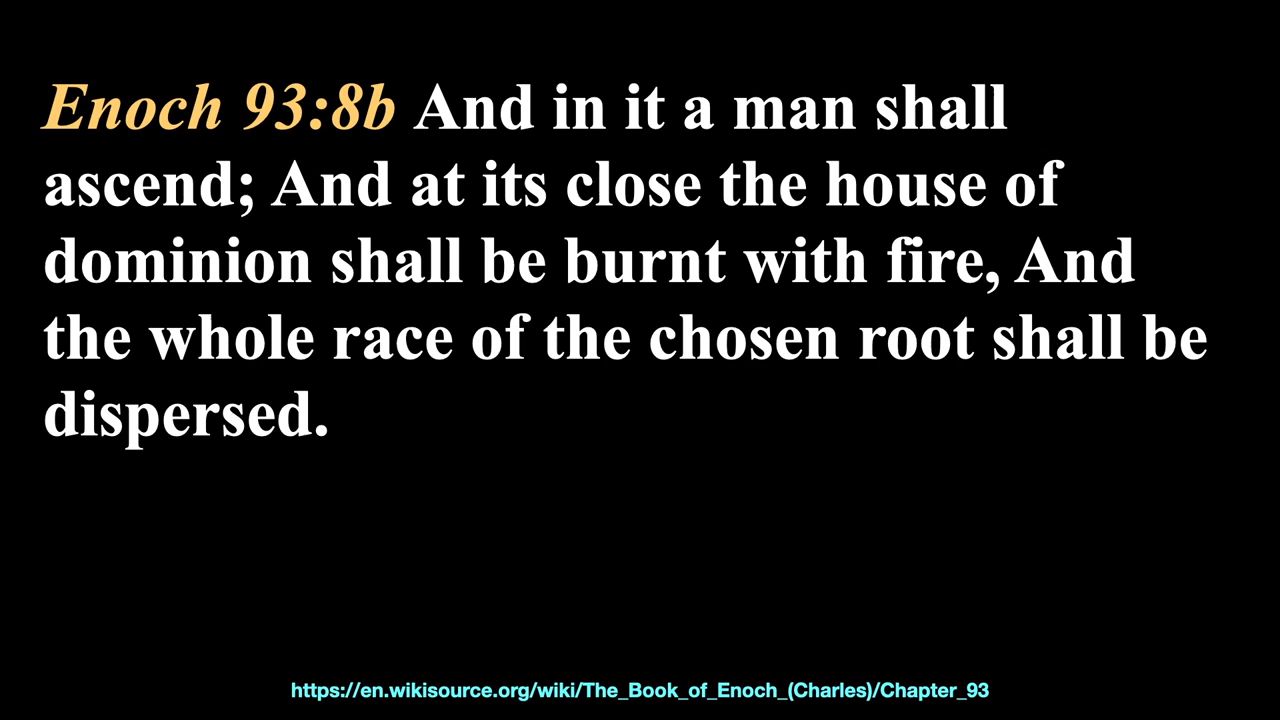 Enoch 93:8b And in it a man shall
ascend; And at its close the house of
dominion shall be burnt with fire, And
the whole race of the chosen root shall be
dispersed.
https://en.wikisource.org/wiki/The_Book_of_Enoch_(Charles)/Chapter_93